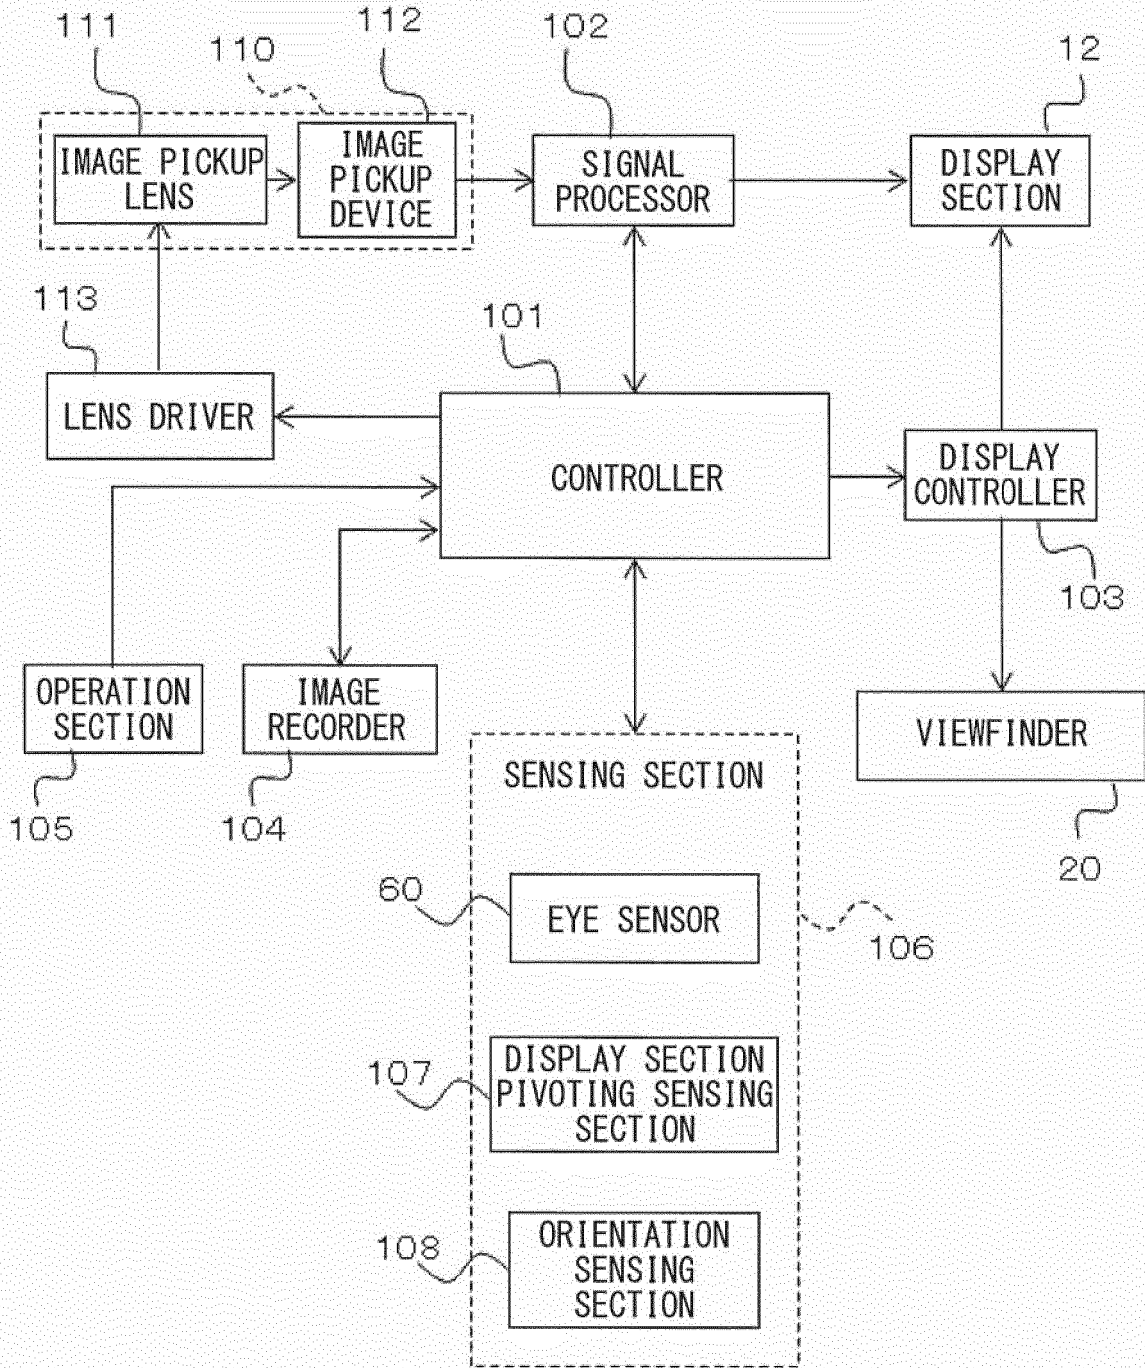 111
110
112
102
12
IMAGE PICKUP
LENS
IMAGE
PICKUP
DEVICE
SIGNAL
PROCESSOR
DISPLAY
SECTION
113
101
LENS DRIVER
CONTROLLER
DISPLAY
CONTROLLER
103
OPERATION
SECTION
IMAGE
RECORDER
VIEWFINDER
105
104
20
SENSING SECTION
60
EYE SENSOR
106
107
DISPLAY SECTION
PIVOTING SENSING
SECTION
108
ORIENTATION
SENSING
SECTION